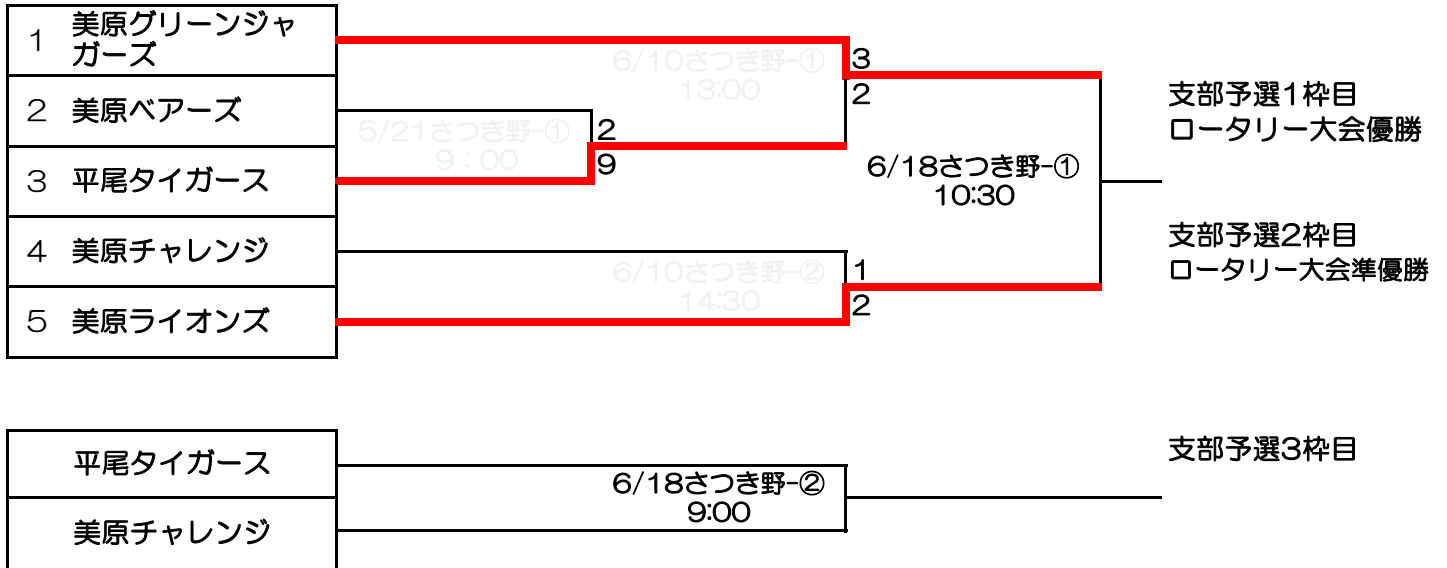 1 美原グリーンジャ
ガーズ
2 美原ベアーズ
3 平尾タイガース
4 美原チャレンジ
5 美原ライオンズ
5/21さつき野-①
9:00
2
9
6/10さつき野-①
13:00
3
2
6/10さつき野-②
14:30
1
2
6/18さつき野-①
10:30
支部予選1枠目
ロータリー大会優勝
支部予選2枠目
ロータリー大会準優勝
平尾タイガース
美原チャレンジ
6/18さつき野-②
9:00
支部予選3枠目